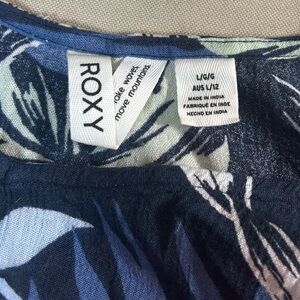 ROXY
make waves,
move mountains.
L/G/G
AUS L/12
MADE IN INDIA
FABRIQUÉ EN INDE
HECHO EN INDIA